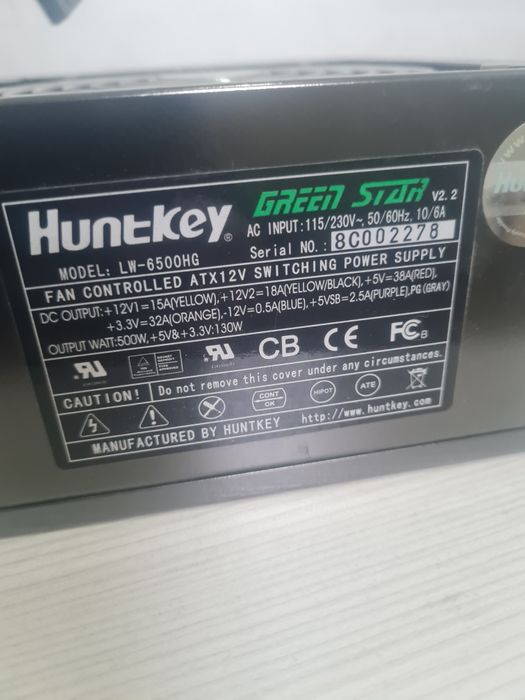 Huntkey®
GREEN STAR V2.2
AC INPUT:115/230V~, 50/60Hz, 10/6A
Serial NO.: 8C002278
MODEL: LW-6500HG
FAN CONTROLLED ATX12V SWITCHING POWER SUPPLY
DC OUTPUT:+12V1=15A(YELLOW), +12V2=18A(YELLOW/BLACK), +5V=38A(RED),
+3.3V=32A(ORANGE), -12V=0.5A(BLUE), +5VSB=2.5A(PURPLE),PG(GRAY)
OUTPUT WATT:500W, +5V&+3.3V:130W
RU RU CB CE FC B
CAUTION! Do not remove this cover under any circumstances.
CONT OK HIPOT ATE
MANUFACTURED BY HUNTKEY http://www.huntkey.com